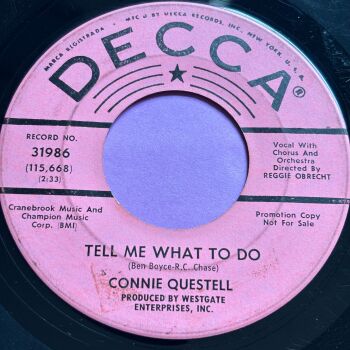 MARCA REGISTRADA • MFG BY DECCA RECORDS, INC., NEW YORK, U.S.A.
DECCA®
RECORD NO.
31986
(115,668)
(2:33)
Vocal With
Chorus And
Orchestra
Directed By
REGGIE OBRECHT
Cranebrook Music And
Champion Music
Corp. (BMI)
Promotion Copy
Not For Sale
TELL ME WHAT TO DO
(Ben Boyce-R.C. Chase)
CONNIE QUESTELL
PRODUCED BY WESTGATE
ENTERPRISES, INC.